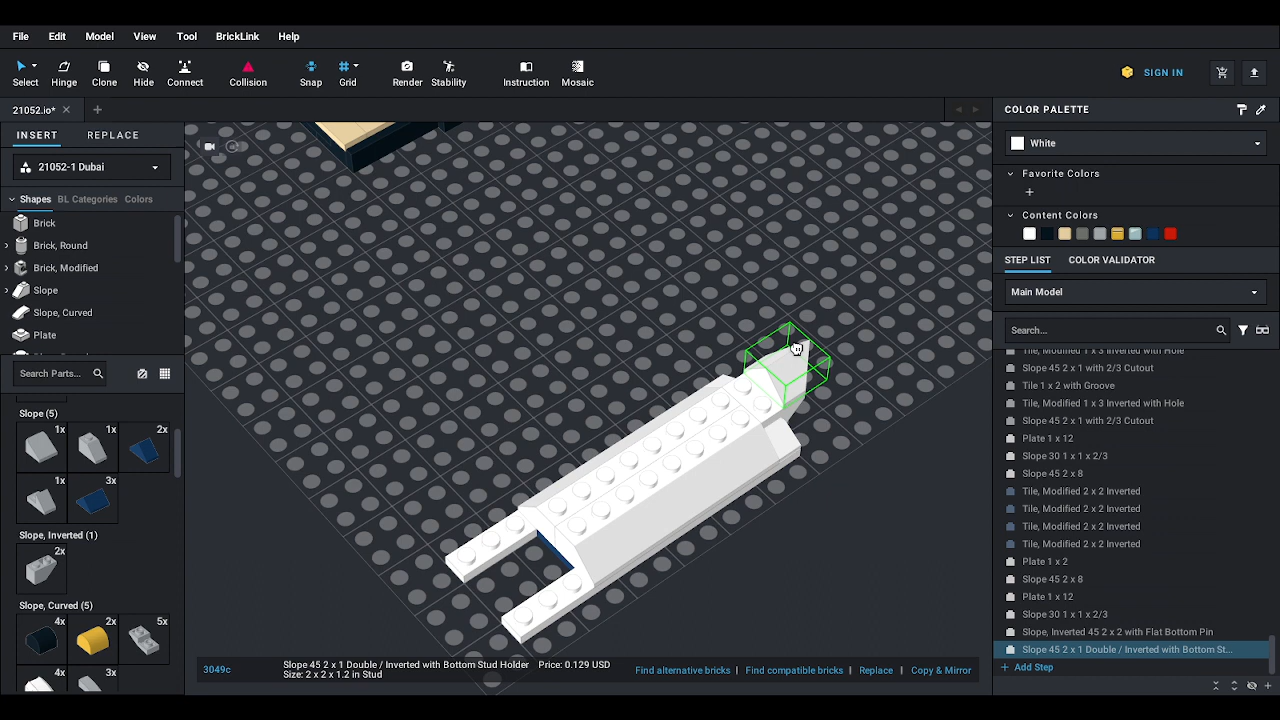 File Edit Model View Tool BrickLink Help
Select Hinge Clone Hide Connect Collision Snap Grid Render Stability Instruction Mosaic SIGN IN
21052.io*
INSERT REPLACE
21052-1 Dubai
Shapes BL Categories Colors
Brick
Brick, Round
Brick, Modified
Slope
Slope, Curved
Plate
Search Parts...
Slope (5)
1x 1x 2x
1x 3x
Slope, Inverted (1)
2x
Slope, Curved (5)
4x 2x 5x
4x 3x
3049c
Slope 45 2 x 1 Double / Inverted with Bottom Stud Holder Price: 0.129 USD
Size: 2 x 2 x 1.2 in Stud
Find alternative bricks | Find compatible bricks | Replace | Copy & Mirror
COLOR PALETTE
White
Favorite Colors
+
Content Colors
STEP LIST COLOR VALIDATOR
Main Model
Search...
Tile, Modified 1 x 3 Inverted with Hole
Slope 45 2 x 1 with 2/3 Cutout
Tile 1 x 2 with Groove
Tile, Modified 1 x 3 Inverted with Hole
Slope 45 2 x 1 with 2/3 Cutout
Plate 1 x 12
Slope 30 1 x 1 x 2/3
Slope 45 2 x 8
Tile, Modified 2 x 2 Inverted
Tile, Modified 2 x 2 Inverted
Tile, Modified 2 x 2 Inverted
Tile, Modified 2 x 2 Inverted
Plate 1 x 2
Slope 45 2 x 8
Plate 1 x 12
Slope 30 1 x 1 x 2/3
Slope, Inverted 45 2 x 2 with Flat Bottom Pin
Slope 45 2 x 1 Double / Inverted with Bottom St...
+ Add Step